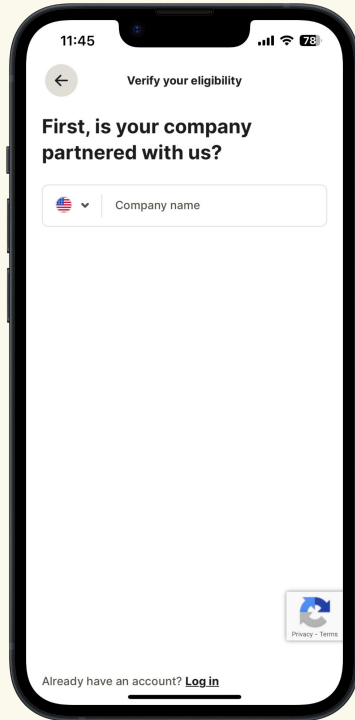 11:45
78
Verify your eligibility
First, is your company
partnered with us?
Company name
Privacy - Terms
Already have an account? Log in